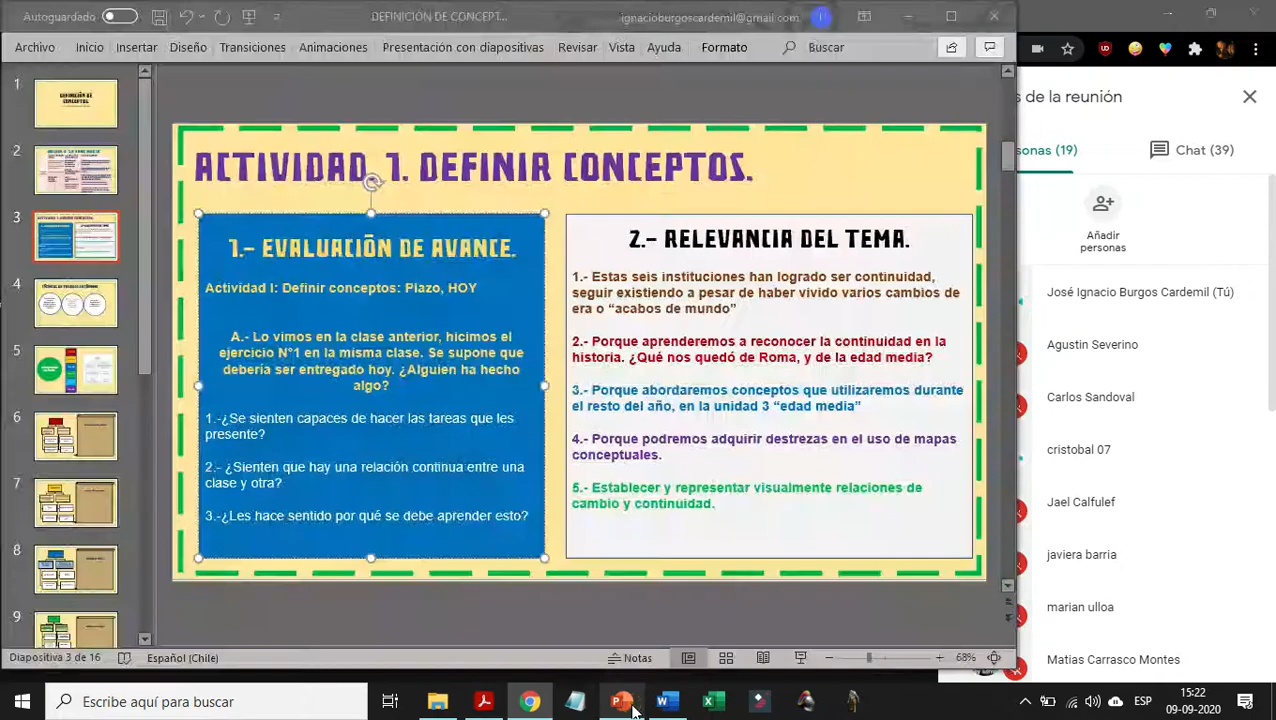 Autoguardado
DEFINICIÓN DE CONCEPT...
ignacioburgoscardemil@gmail.com
I
Archivo
Inicio
Insertar
Diseño
Transiciones
Animaciones
Presentación con diapositivas
Revisar
Vista
Ayuda
Formato
Buscar
1
2
3
4
5
6
7
8
9
ACTIVIDAD 1. DEFINIR CONCEPTOS.
1.- EVALUACIÓN DE AVANCE.
Actividad I: Definir conceptos: Plazo, HOY
A.- Lo vimos en la clase anterior, hicimos el
ejercicio N°1 en la misma clase. Se supone que
debería ser entregado hoy. ¿Alguien ha hecho
algo?
1.-¿Se sienten capaces de hacer las tareas que les
presente?
2.- ¿Sienten que hay una relación continua entre una
clase y otra?
3.-¿Les hace sentido por qué se debe aprender esto?
2.- RELEVANCIA DEL TEMA.
1.- Estas seis instituciones han logrado ser continuidad,
seguir existiendo a pesar de haber vivido varios cambios de
era o “acabos de mundo”
2.- Porque aprenderemos a reconocer la continuidad en la
historia. ¿Qué nos quedó de Roma, y de la edad media?
3.- Porque abordaremos conceptos que utilizaremos durante
el resto del año, en la unidad 3 “edad media”
4.- Porque podremos adquirir destrezas en el uso de mapas
conceptuales.
5.- Establecer y representar visualmente relaciones de
cambio y continuidad.
s de la reunión
onas (19)
Chat (39)
Añadir
personas
José Ignacio Burgos Cardemil (Tú)
Agustin Severino
Carlos Sandoval
cristobal 07
Jael Calfulef
javiera barria
marian ulloa
Matias Carrasco Montes
Diapositiva 3 de 16
Español (Chile)
Notas
68%
Escribe aquí para buscar
ESP
15:22
09-09-2020